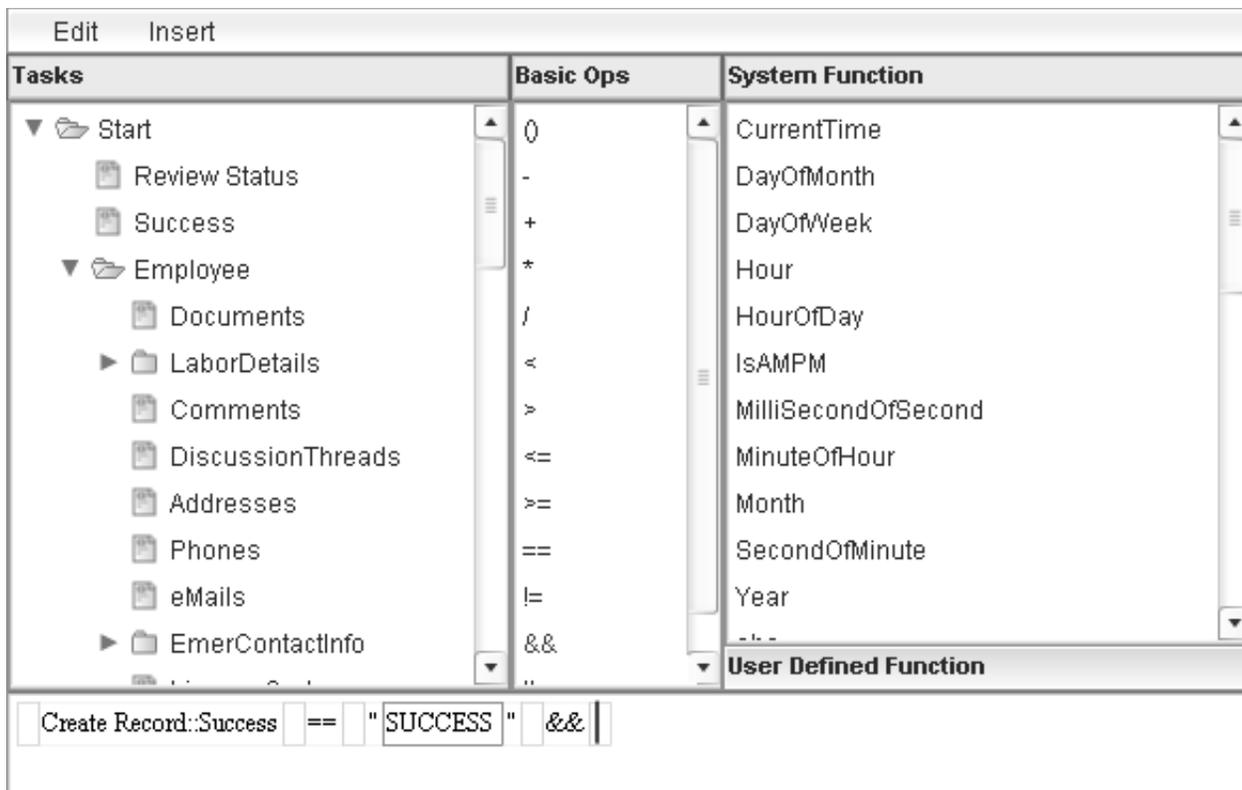 Edit Insert
Tasks
Start
Review Status
Success
Employee
Documents
LaborDetails
Comments
DiscussionThreads
Addresses
Phones
eMails
EmerContactInfo
Basic Ops
()
-
+
*
/
<
>
<=
>=
==
!=
&&
System Function
CurrentTime
DayOfMonth
DayOfWeek
Hour
HourOfDay
IsAMPM
MilliSecondOfSecond
MinuteOfHour
Month
SecondOfMinute
Year
User Defined Function
Create Record::Success == " SUCCESS " &&